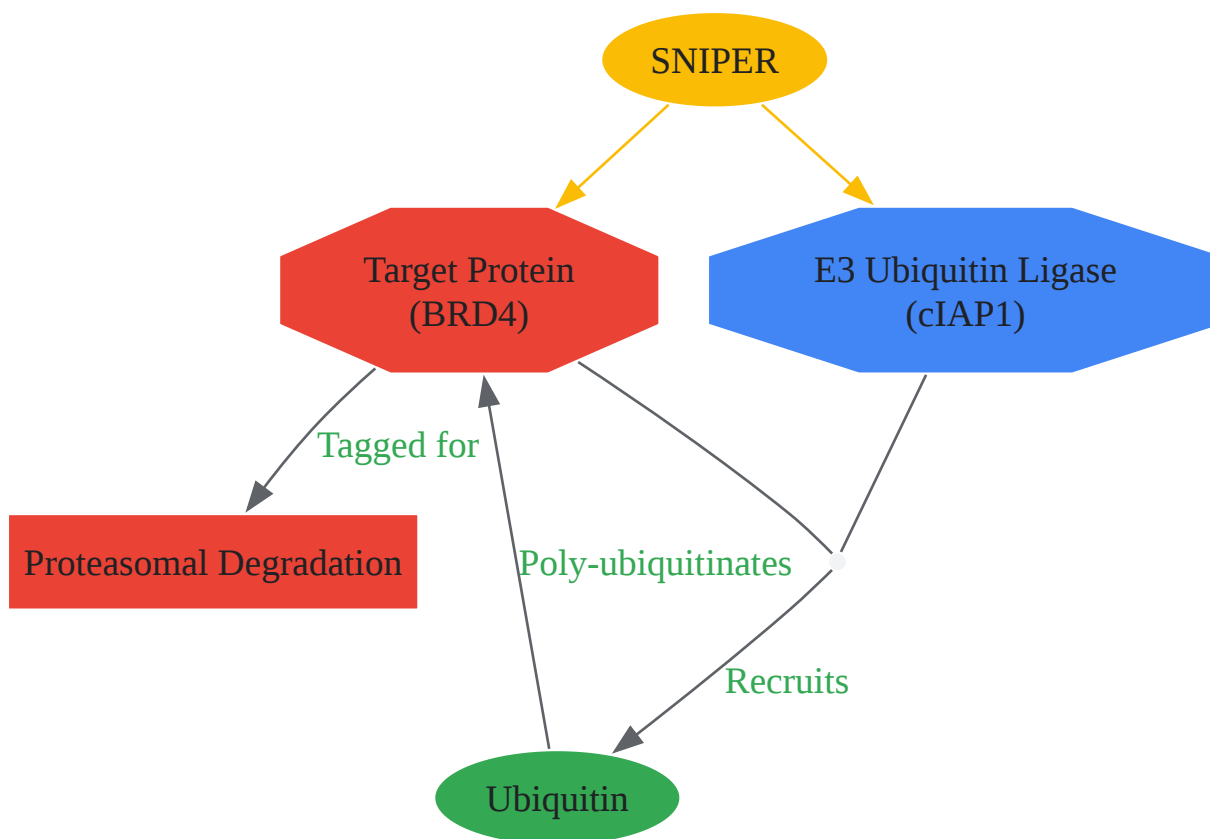 SNIPER
Target Protein
(BRD4)
E3 Ubiquitin Ligase
(cIAP1)
Tagged for
Proteasomal Degradation
Poly-ubiquitinates
Recruits
Ubiquitin